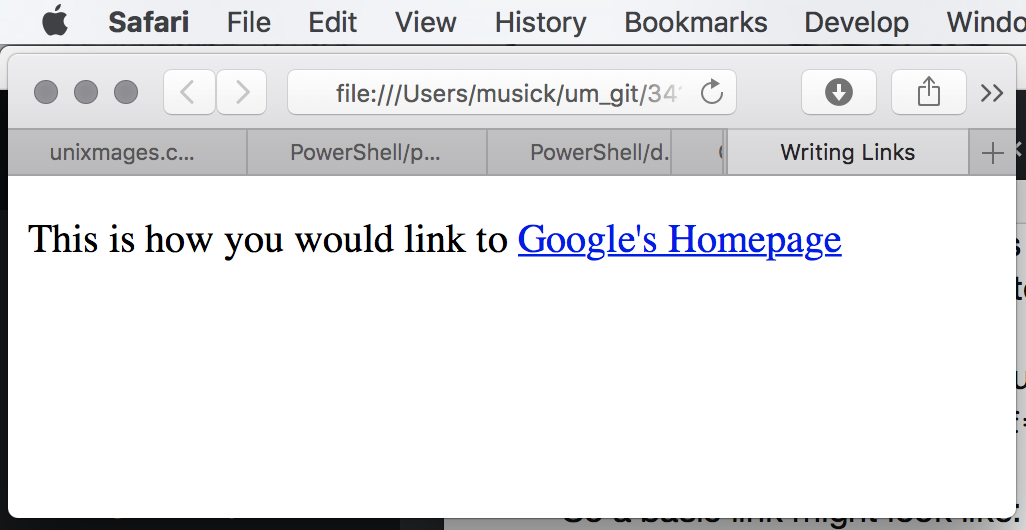 Safari File Edit View History Bookmarks Develop
file:///Users/musick/um_git/34
unixmages.c... PowerShell/p... PowerShell/d. Writing Links
This is how you would link to Google's Homepage